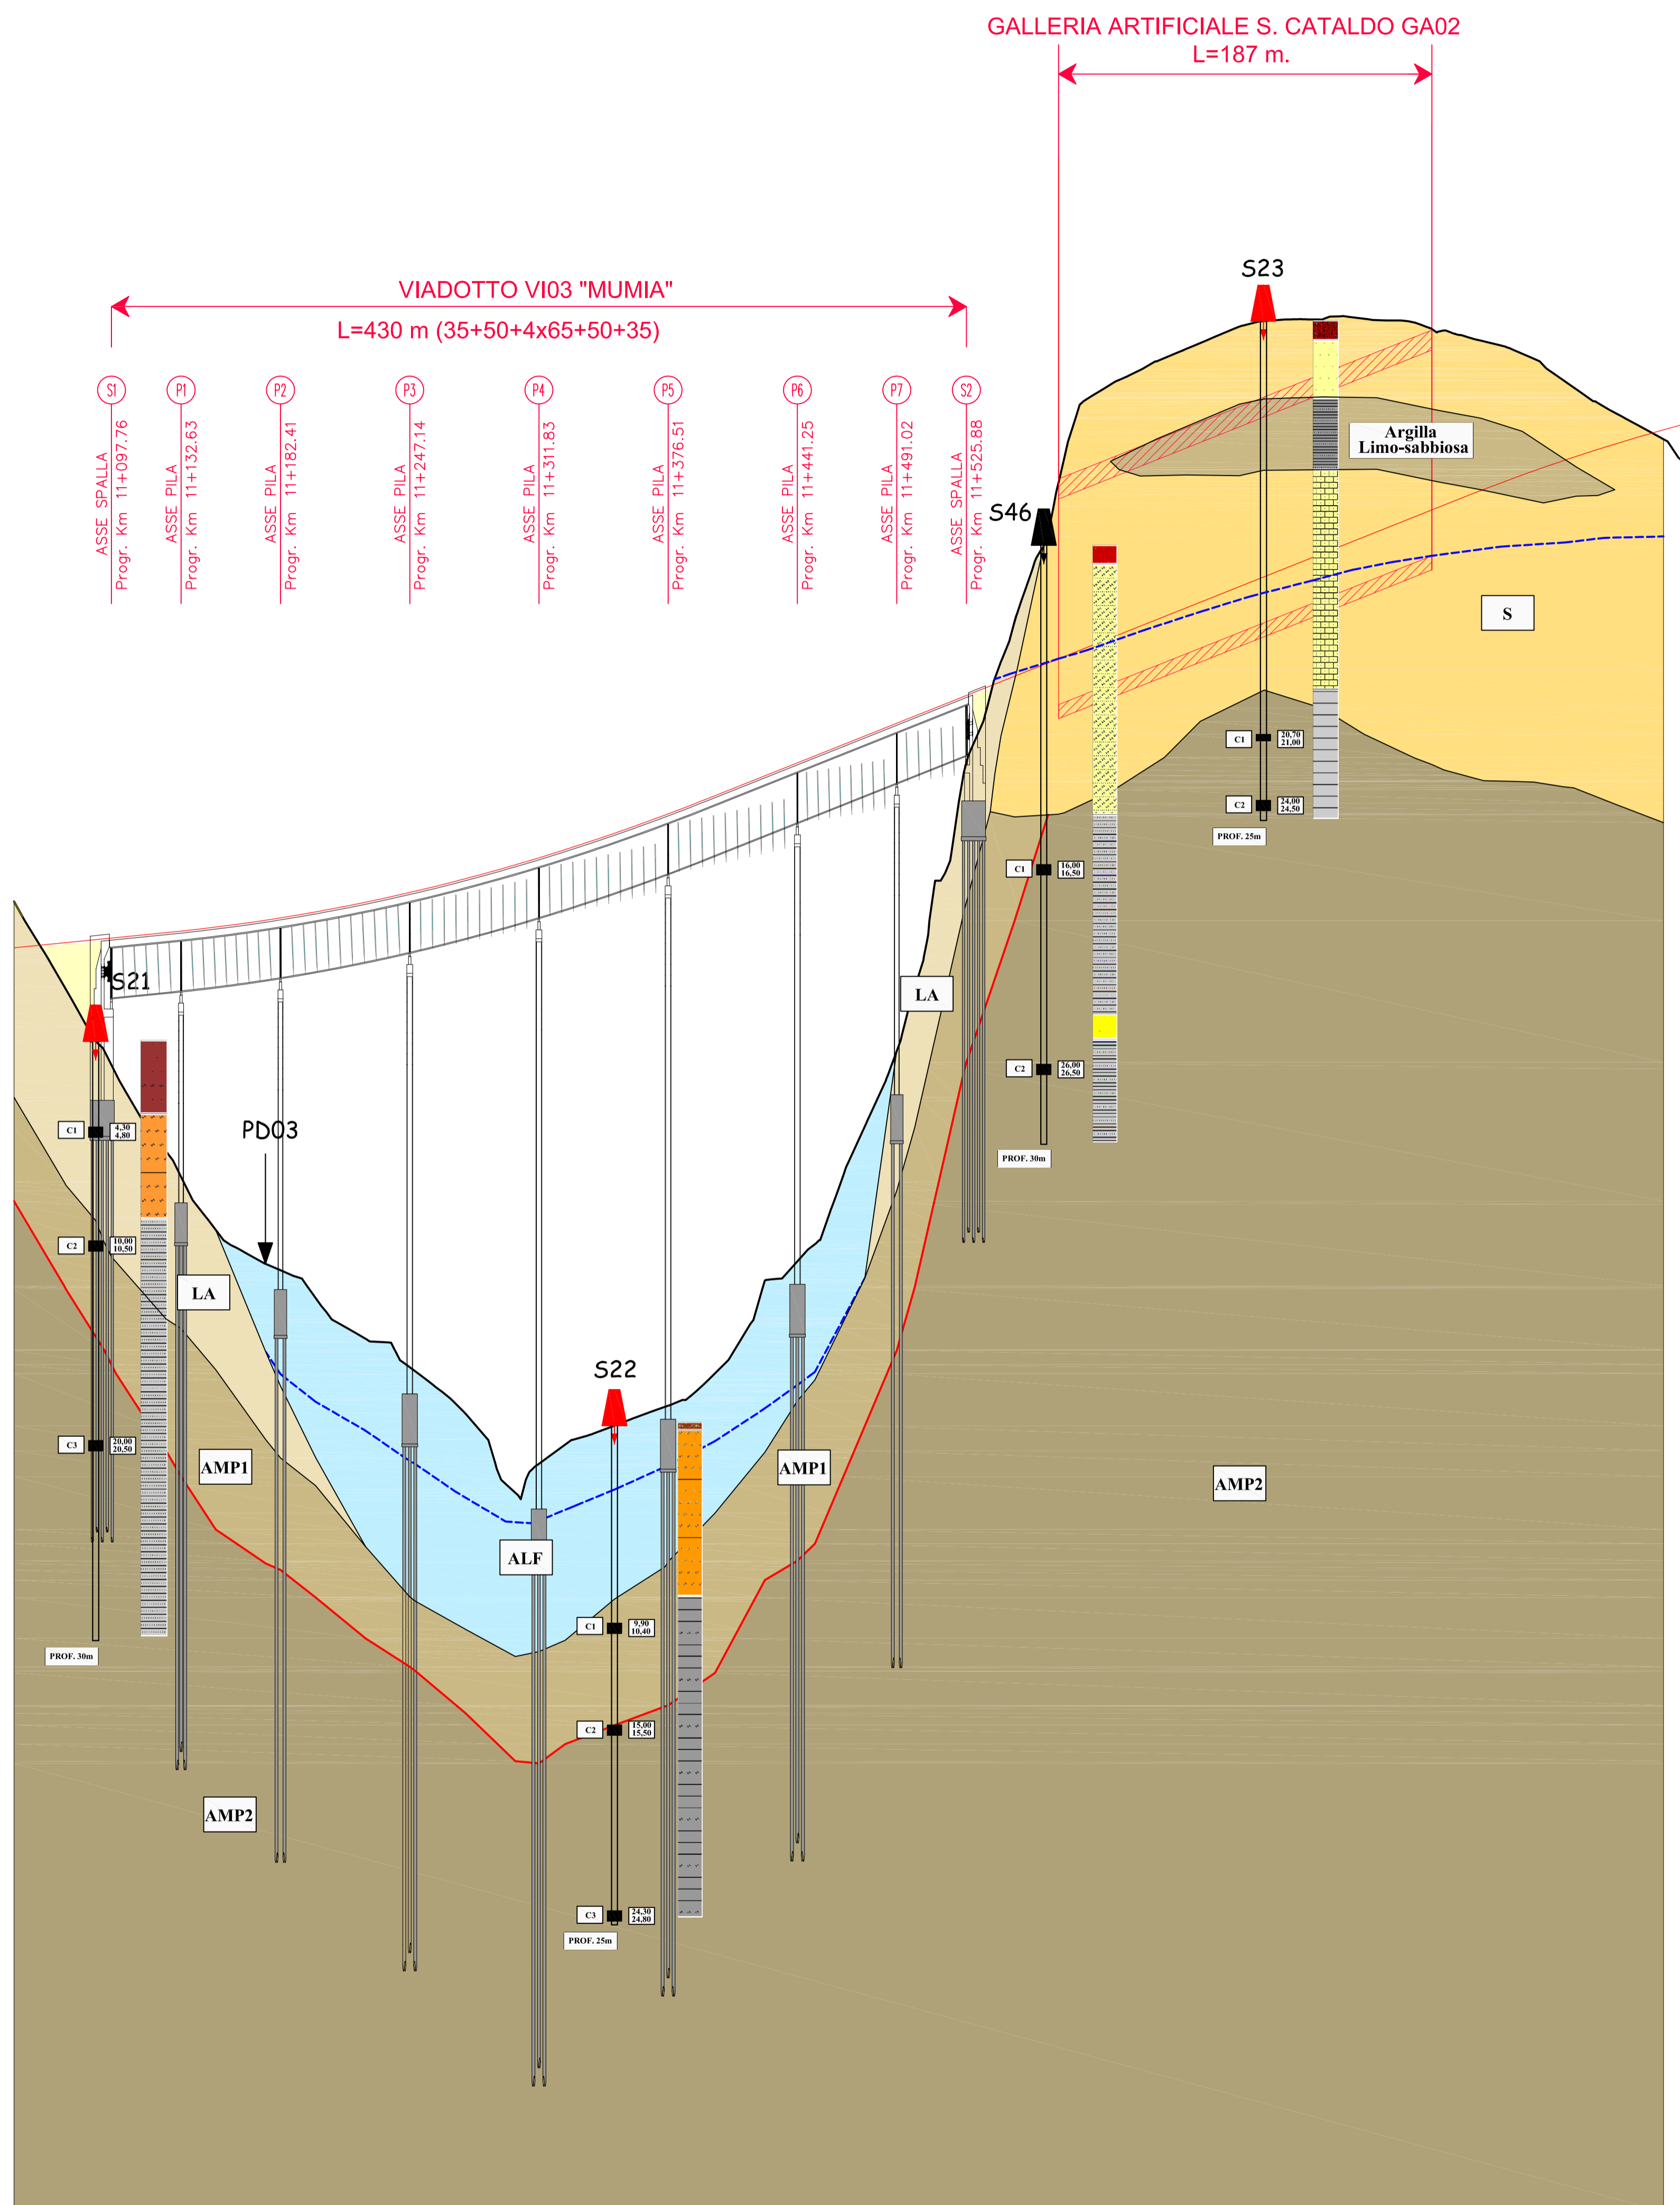 GALLERIA ARTIFICIALE S. CATALDO GA02
L=187 m.
S23
VIADOTTO VI03 "MUMIA"
L=430 m (35+50+4x65+50+35)
S1
ASSE SPALLA
Progr. Km 11+097.76
P1
ASSE PILA
Progr. Km 11+132.63
P2
ASSE PILA
Progr. Km 11+182.41
P3
ASSE PILA
Progr. Km 11+247.14
P4
ASSE PILA
Progr. Km 11+311.83
P5
ASSE PILA
Progr. Km 11+376.51
P6
ASSE PILA
Progr. Km 11+441.25
P7
ASSE PILA
Progr. Km 11+491.02
S2
ASSE SPALLA
Progr. Km 11+525.88
Argilla
Limo-sabbiosa
S46
S
C1
20,70
21,00
C2
24,00
24,50
PROF. 25m
C1
16,00
16,50
S21
LA
C2
26,00
26,50
C1
4,30
4,80
PD03
PROF. 30m
C2
10,00
10,50
LA
S22
C3
20,00
20,50
AMP1
AMP1
AMP2
ALF
C1
9,90
10,40
PROF. 30m
C2
15,00
15,50
AMP2
C3
24,30
24,80
PROF. 25m